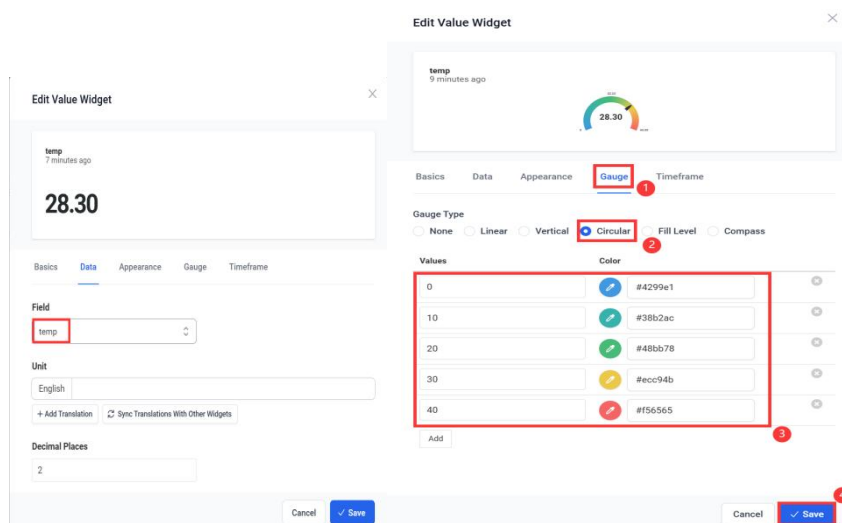 Edit Value Widget
temp
7 minutes ago
28.30
Basics Data Appearance Gauge Timeframe
Field
temp
Unit
English
+ Add Translation Sync Translations With Other Widgets
Decimal Places
2
Cancel Save
Edit Value Widget
temp
9 minutes ago
28.30
Basics Data Appearance Gauge Timeframe
1
Gauge Type
None Linear Vertical Circular Fill Level Compass
2
Values Color
0 #4299e1
10 #38b2ac
20 #48bb78
30 #ecc94b
40 #f56565
3
Add
Cancel Save